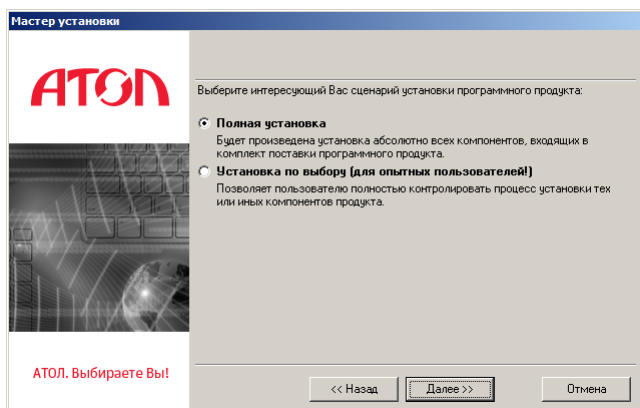 Мастер установки
АТОЛ
Выберите интересующий Вас сценарий установки программного продукта:
Полная установка
Будет произведена установка абсолютно всех компонентов, входящих в
комплект поставки программного продукта.
Установка по выбору (для опытных пользователей!)
Позволяет пользователю полностью контролировать процесс установки тех
или иных компонентов продукта.
АТОЛ. Выбираете Вы!
<< Назад
Далее >>
Отмена